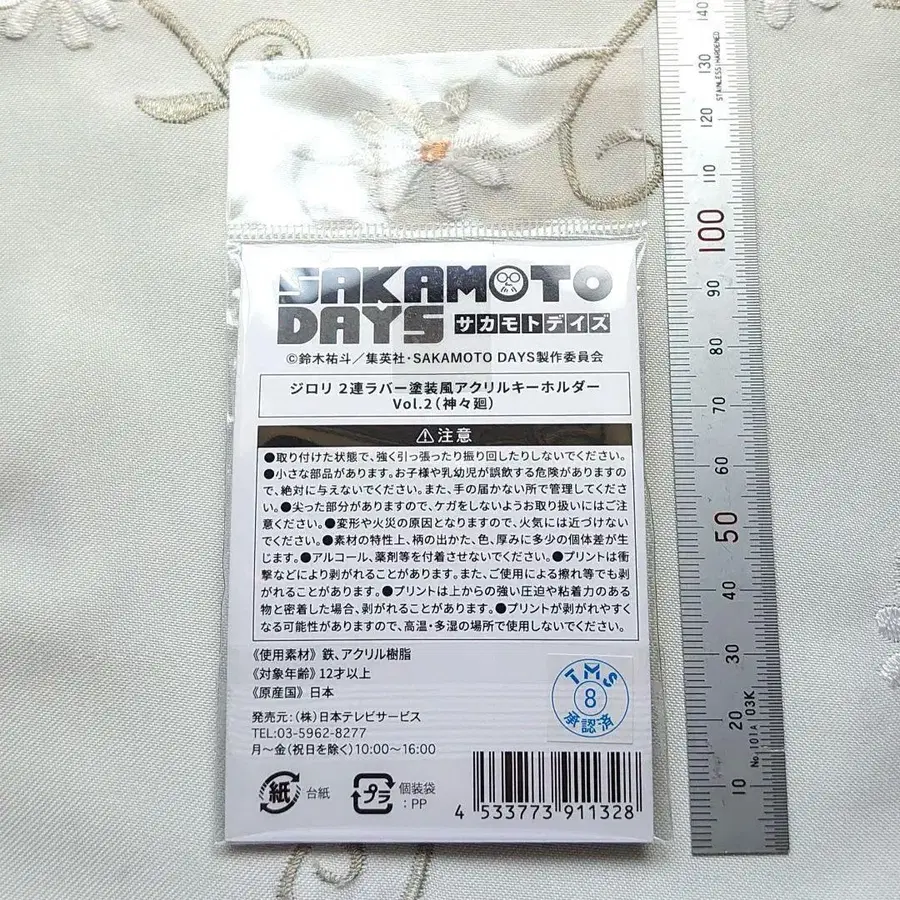 SAKAMOTO
DAYS サカモトデイズ
©鈴木祐斗／集英社・SAKAMOTO DAYS製作委員会
ジロリ 2連ラバー塗装風アクリルキーホルダー
Vol.2（神々廻）
⚠注意
●取り付けた状態で、強く引っ張ったり振り回したりしないでください。
●小さな部品があります。お子様や乳幼児が誤飲する危険がありますの
で、絶対に与えないでください。また、手の届かない所で管理してくださ
い。●尖った部分がありますので、ケガをしないようお取り扱いにはご注
意ください。●変形や火災の原因となりますので、火気には近づけない
でください。●素材の特性上、柄の出かた、色、厚みに多少の個体差が生
じます。●アルコール、薬剤等を付着させないでください。●プリントは衝
撃などにより剥がれることがあります。また、ご使用による擦れ等でも剥
がれることがあります。●プリントは上からの強い圧迫や粘着力のある
物と密着した場合、剥がれることがあります。●プリントが剥がれやすく
なる可能性がありますので、高温・多湿の場所で使用しないでください。
《使用素材》鉄、アクリル樹脂
《対象年齢》12才以上
《原産国》日本
TMS
8
承認済
発売元：（株）日本テレビサービス
TEL:03-5962-8277
月〜金（祝日を除く）10:00〜16:00
紙 台紙
プラ 個装袋
：PP
4 533773 911328
140
130
STAINLESS HARDENED
120
110
100
90
80
70
60
50
40
30
20
10
No.101A 03K